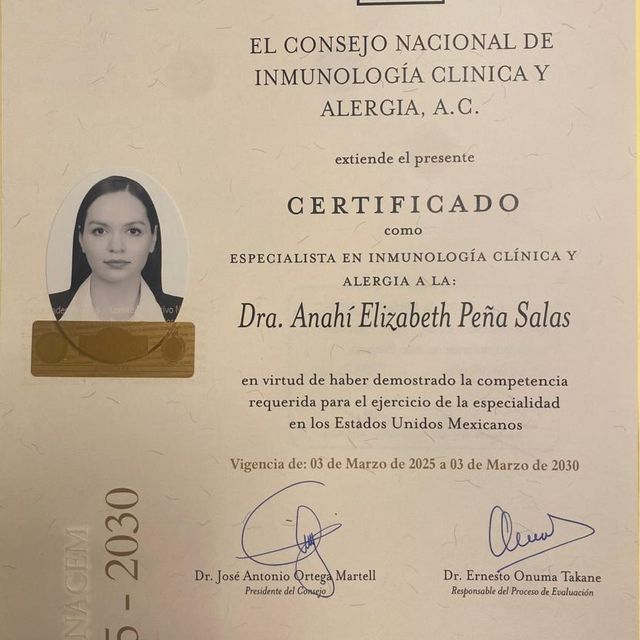 EL CONSEJO NACIONAL DE
INMUNOLOGÍA CLINICA Y
ALERGIA, A.C.
extiende el presente
CERTIFICADO
como
ESPECIALISTA EN INMUNOLOGÍA CLÍNICA Y
ALERGIA A LA:
Dra. Anahí Elizabeth Peña Salas
en virtud de haber demostrado la competencia
requerida para el ejercicio de la especialidad
en los Estados Unidos Mexicanos
Vigencia de: 03 de Marzo de 2025 a 03 de Marzo de 2030
Dr. José Antonio Ortega Martell
Presidente del Consejo
Dr. Ernesto Onuma Takane
Responsable del Proceso de Evaluación
NACEM
5 - 2030